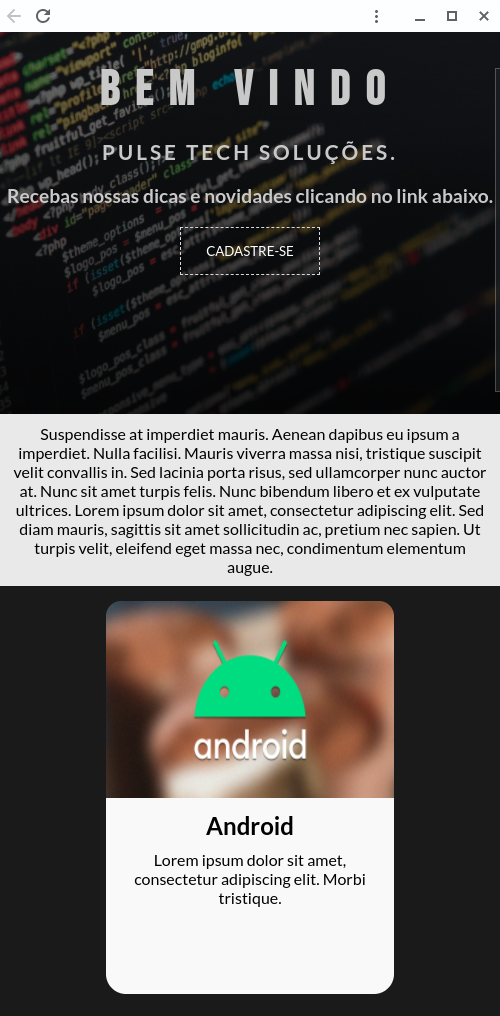 BEM VINDO
PULSE TECH SOLUÇÕES.
Recebas nossas dicas e novidades clicando no link abaixo.
CADASTRE-SE
Suspendisse at imperdiet mauris. Aenean dapibus eu ipsum a
imperdiet. Nulla facilisi. Mauris viverra massa nisi, tristique suscipit
velit convallis in. Sed lacinia porta risus, sed ullamcorper nunc auctor
at. Nunc sit amet turpis felis. Nunc bibendum libero et ex vulputate
ultrices. Lorem ipsum dolor sit amet, consectetur adipiscing elit. Sed
diam mauris, sagittis sit amet sollicitudin ac, pretium nec sapien. Ut
turpis velit, eleifend eget massa nec, condimentum elementum
augue.
android
Android
Lorem ipsum dolor sit amet,
consectetur adipiscing elit. Morbi
tristique.